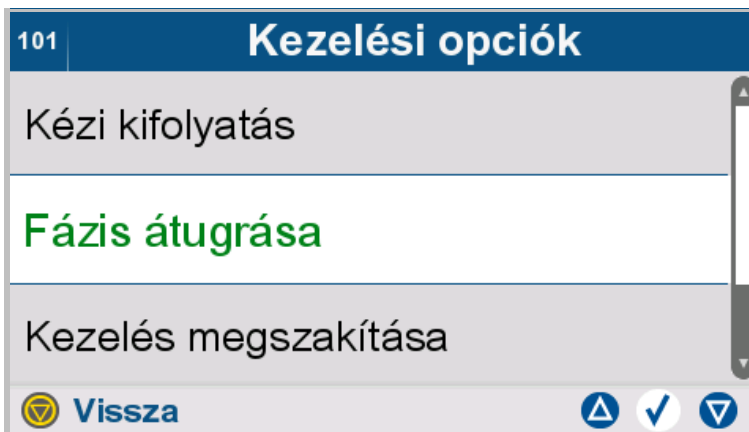 101
Kezelési opciók
Kézi kifolyatás
Fázis átugrása
Kezelés megszakítása
Vissza